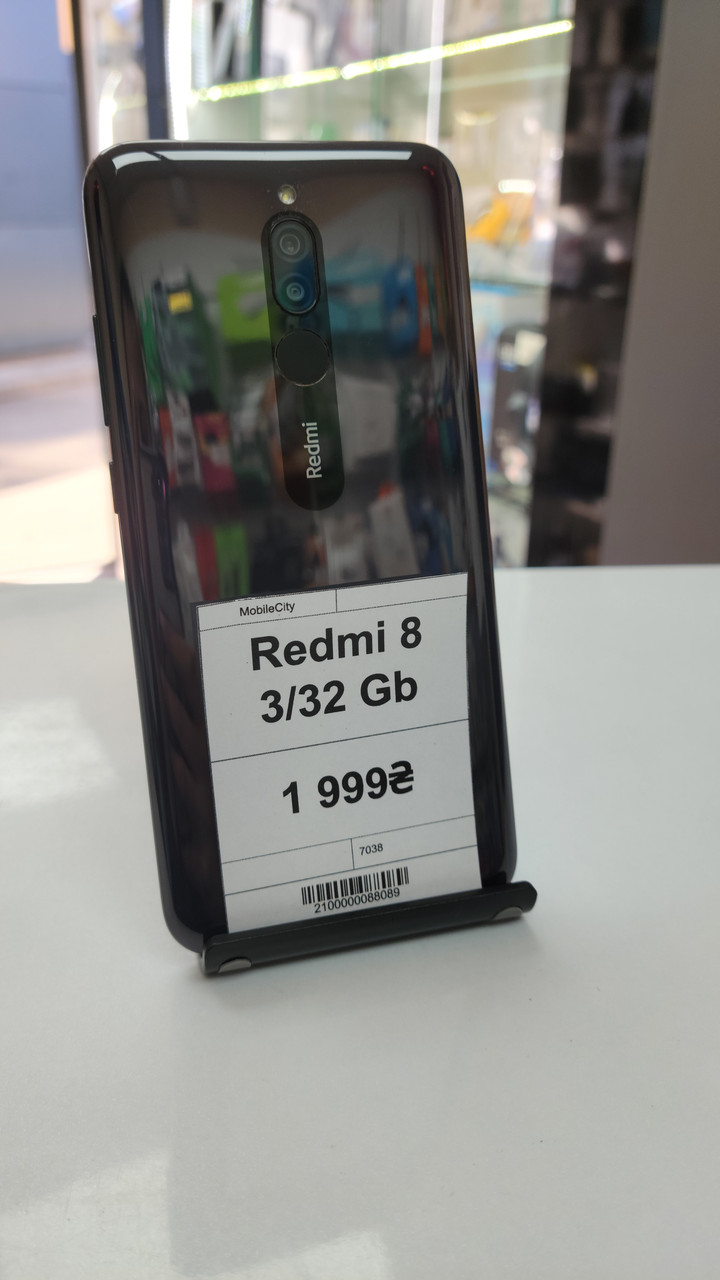 Redmi
MobileCity
Redmi 8
3/32 Gb
1 999₴
7038
2100000088089